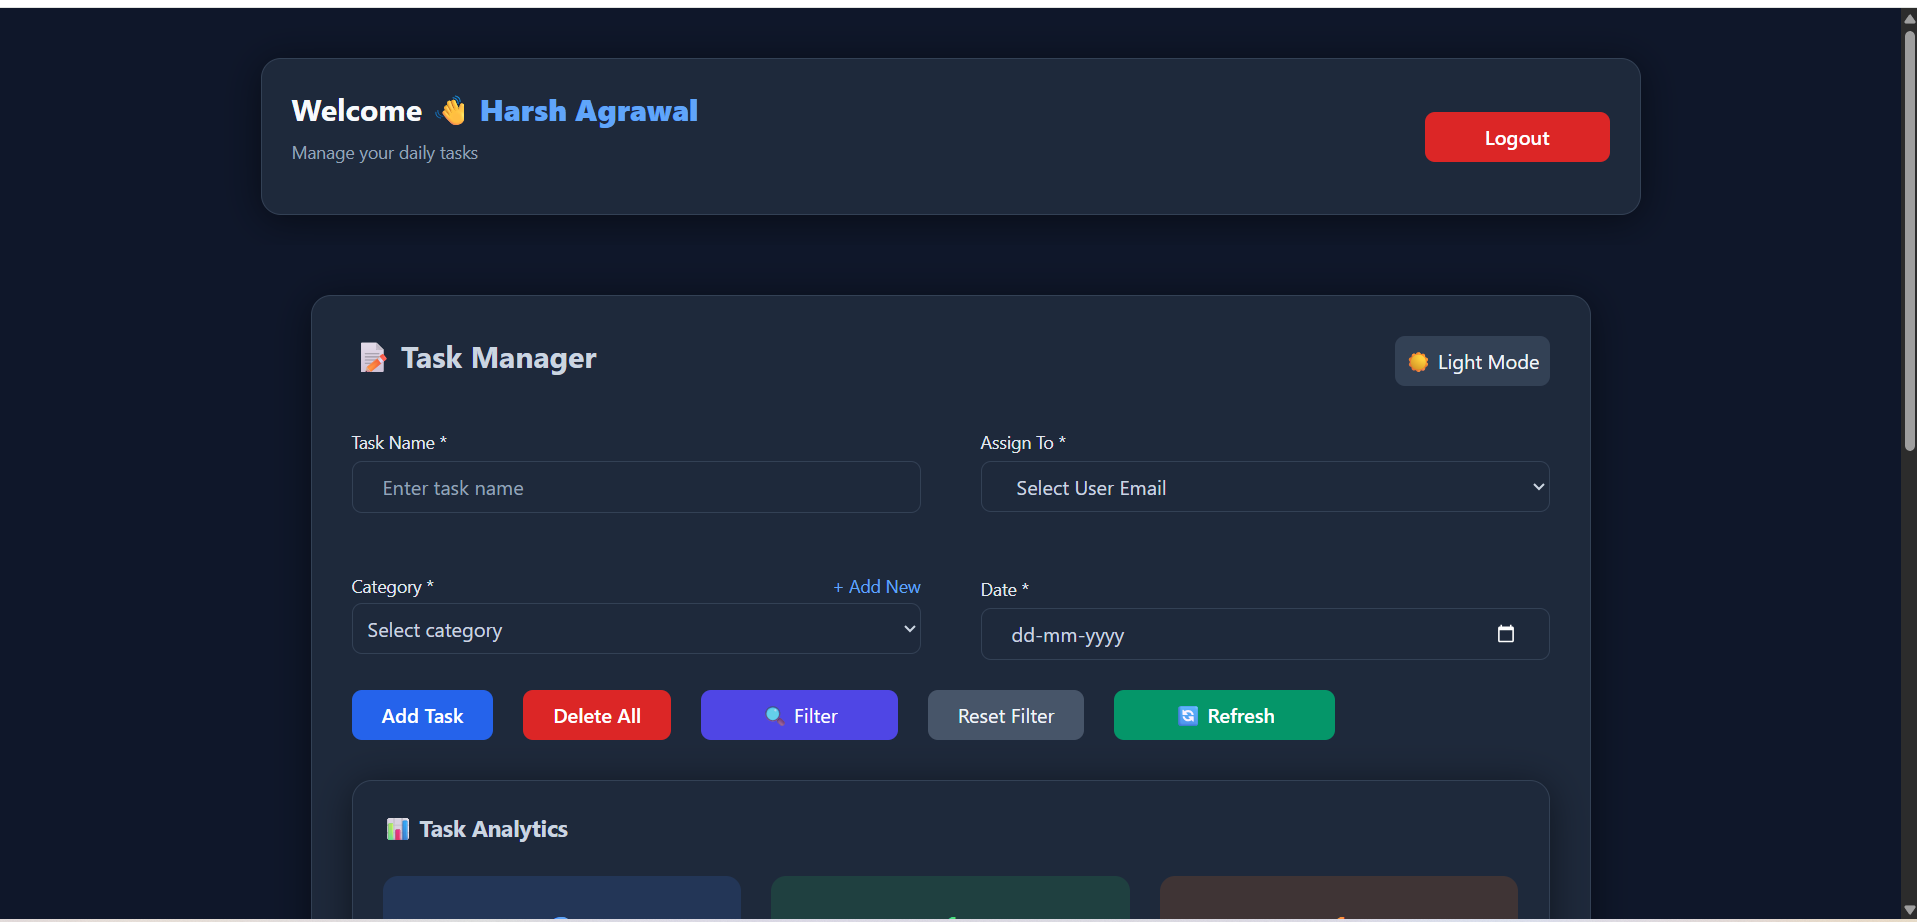 Welcome 👋 Harsh Agrawal
Manage your daily tasks
Logout
📝 Task Manager
Light Mode
Task Name *
Enter task name
Assign To *
Select User Email
Category *
+ Add New
Select category
Date *
dd-mm-yyyy
Add Task
Delete All
🔍 Filter
Reset Filter
🔄 Refresh
📊 Task Analytics